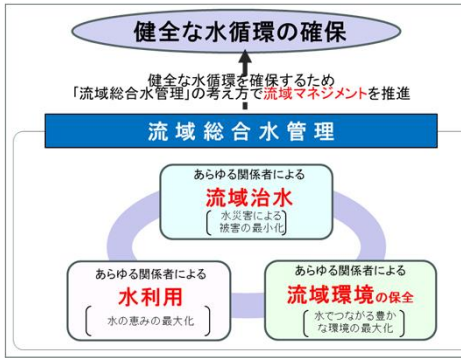 健全な水循環の確保
健全な水循環を確保するため
「流域総合水管理」の考え方で流域マネジメントを推進
流域総合水管理
あらゆる関係者による
流域治水
水災害による
被害の最小化
あらゆる関係者による
水利用
水の恵みの最大化
あらゆる関係者による
流域環境の保全
水でつながる豊か
な環境の最大化